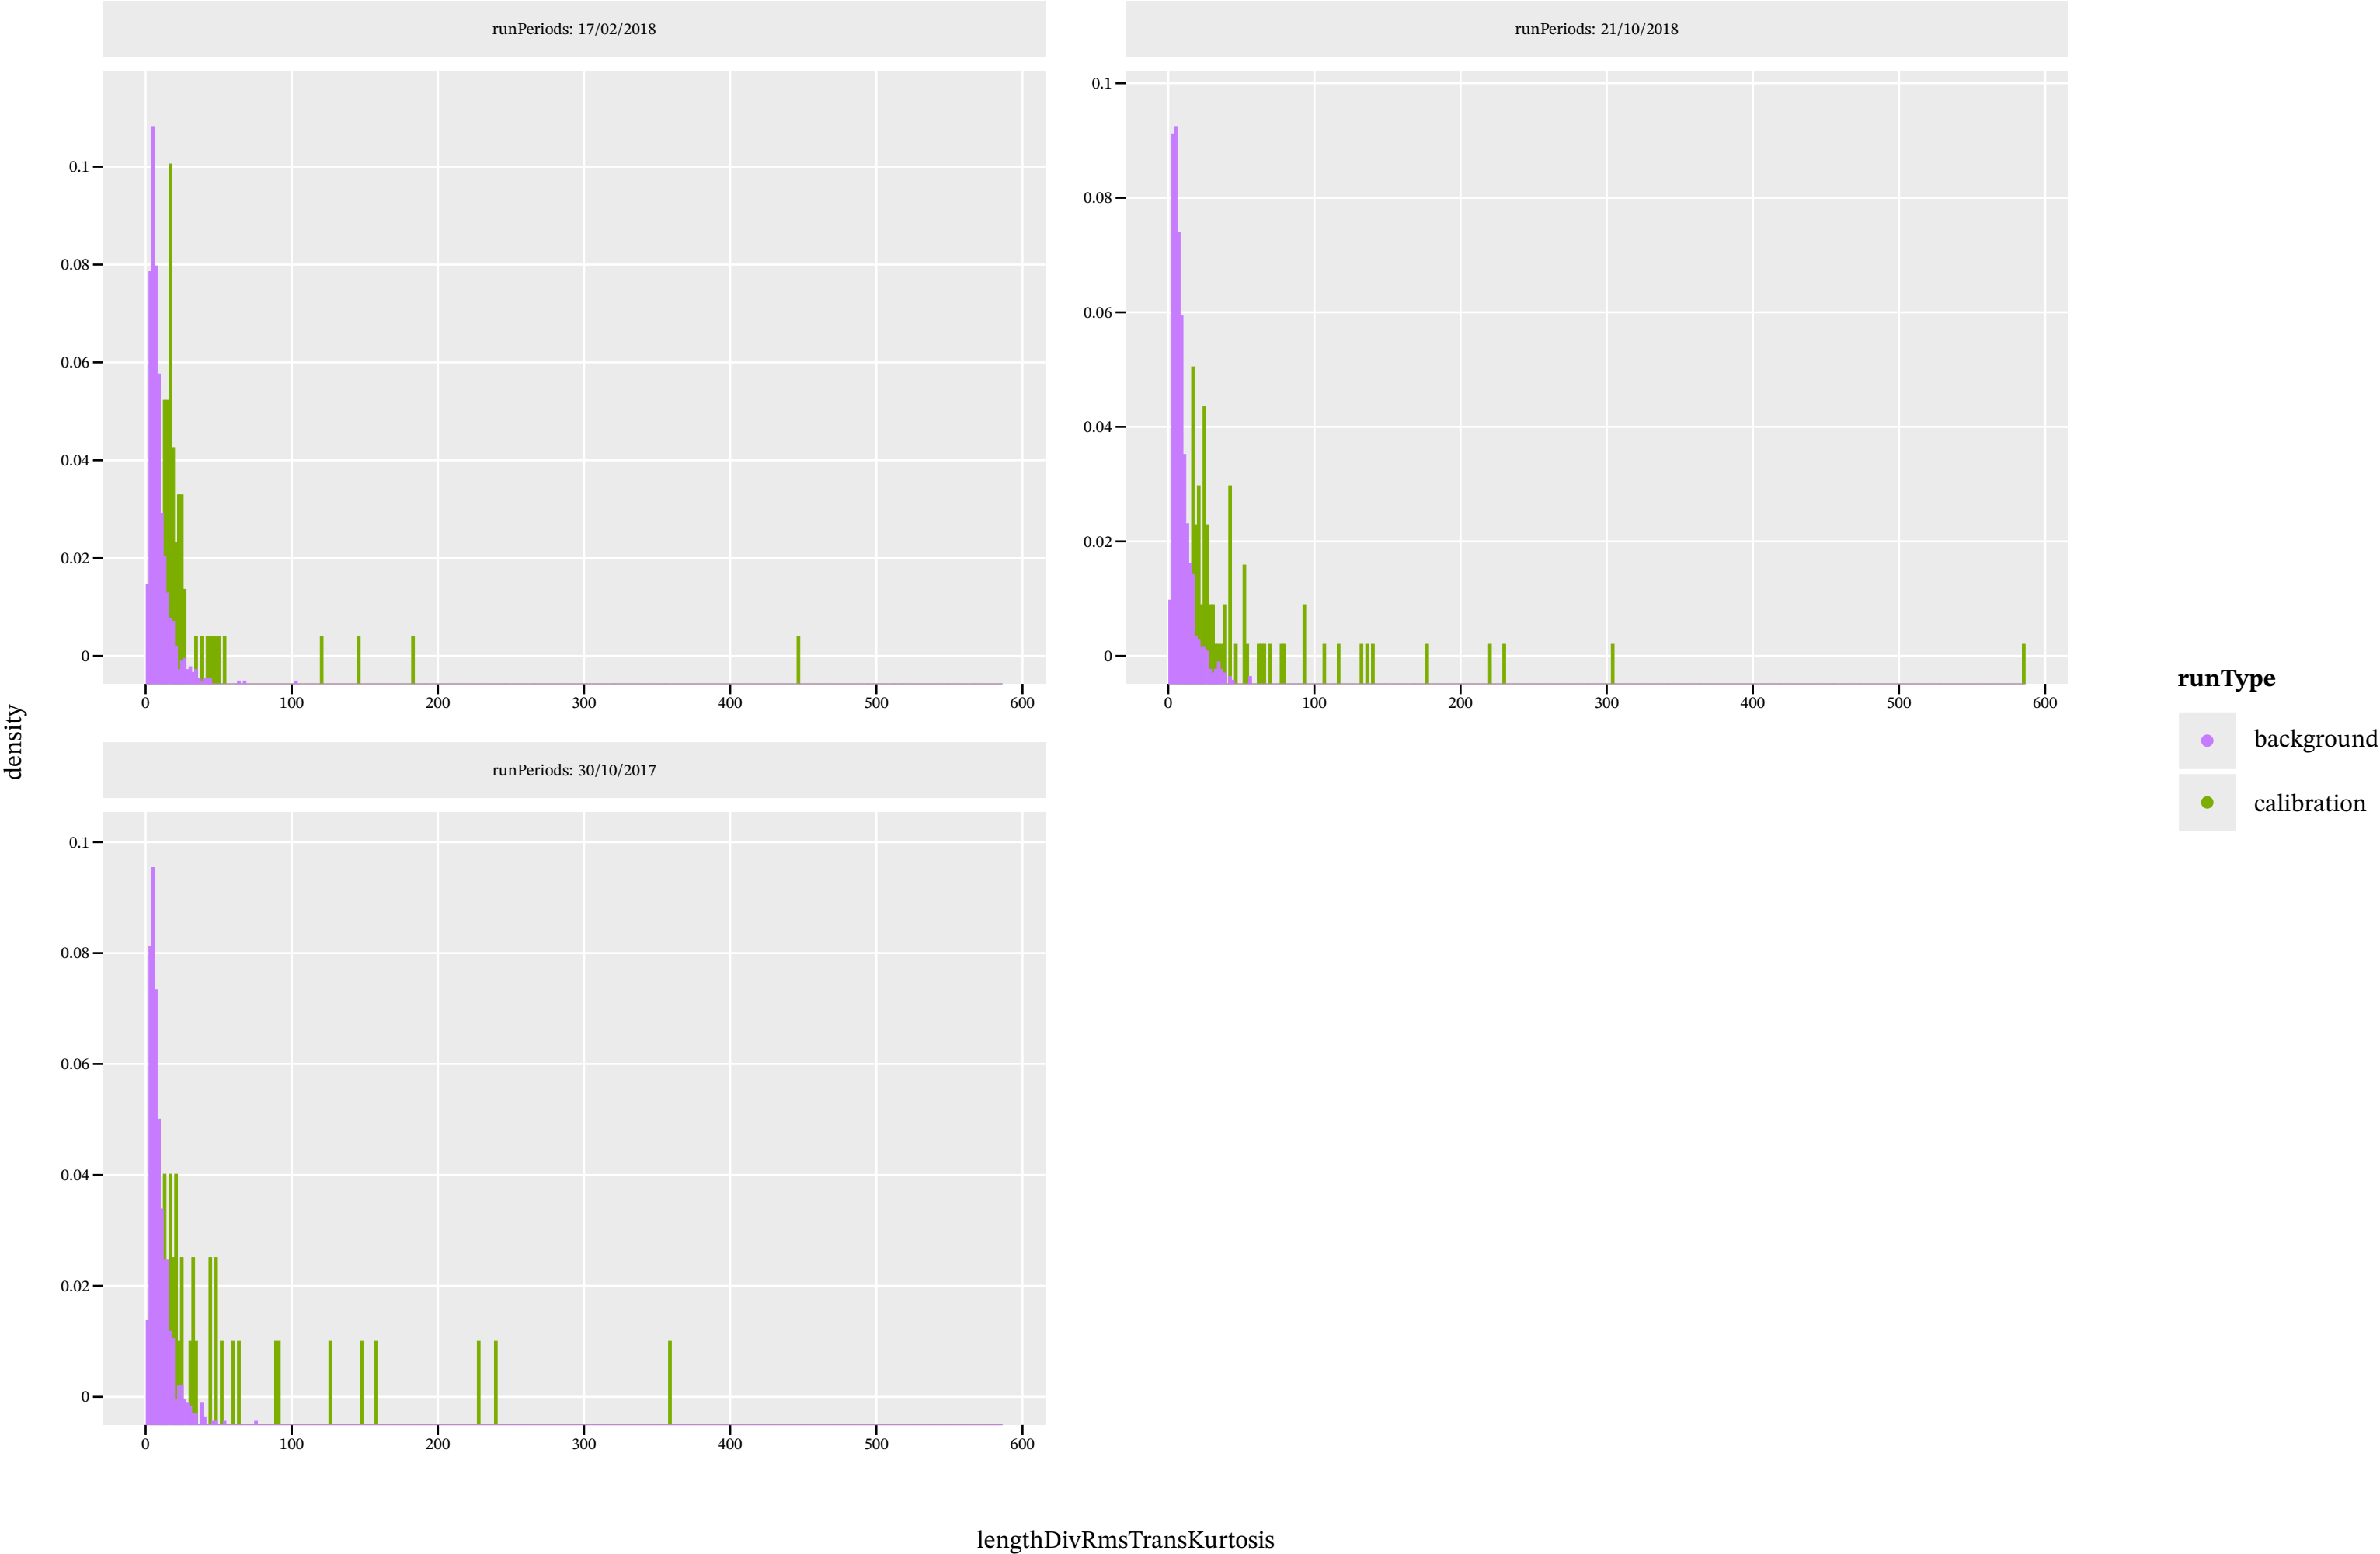 runPeriods: 17/02/2018
0.1
0.08
0.06
0.04
0.02
0
0 100 200 300 400 500 600
runPeriods: 21/10/2018
0.1
0.08
0.06
0.04
0.02
0
0 100 200 300 400 500 600
runPeriods: 30/10/2017
0.1
0.08
0.06
0.04
0.02
0
0 100 200 300 400 500 600
density
lengthDivRmsTransKurtosis
runType
background
calibration